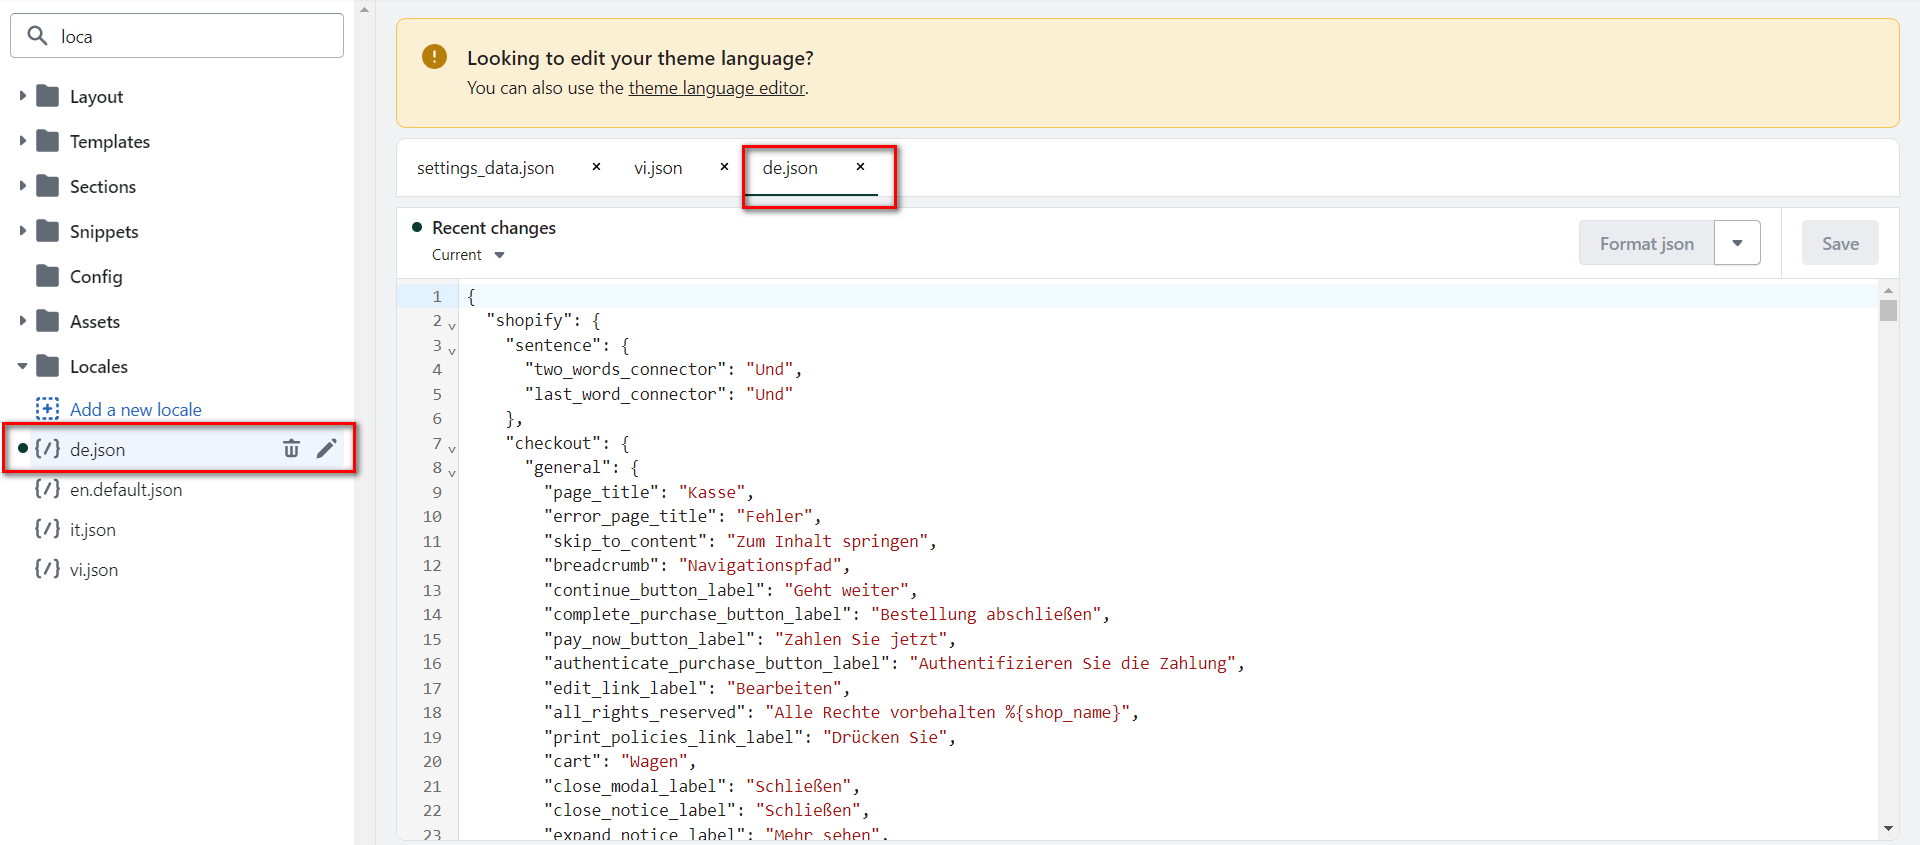 loca
Layout
Templates
Sections
Snippets
Config
Assets
Locales
Add a new locale
de.json
en.default.json
it.json
vi.json
Looking to edit your theme language?
You can also use the theme language editor.
settings_data.json × vi.json × de.json ×
Recent changes
Current
Format json
Save
1 {
2 "shopify": {
3 "sentence": {
4 "two_words_connector": "Und",
5 "last_word_connector": "Und"
6 },
7 "checkout": {
8 "general": {
9 "page_title": "Kasse",
10 "error_page_title": "Fehler",
11 "skip_to_content": "Zum Inhalt springen",
12 "breadcrumb": "Navigationspfad",
13 "continue_button_label": "Geht weiter",
14 "complete_purchase_button_label": "Bestellung abschließen",
15 "pay_now_button_label": "Zahlen Sie jetzt",
16 "authenticate_purchase_button_label": "Authentifizieren Sie die Zahlung",
17 "edit_link_label": "Bearbeiten",
18 "all_rights_reserved": "Alle Rechte vorbehalten %{shop_name}",
19 "print_policies_link_label": "Drücken Sie",
20 "cart": "Wagen",
21 "close_modal_label": "Schließen",
22 "close_notice_label": "Schließen",
23 "expand_notice_label": "Mehr sehen",